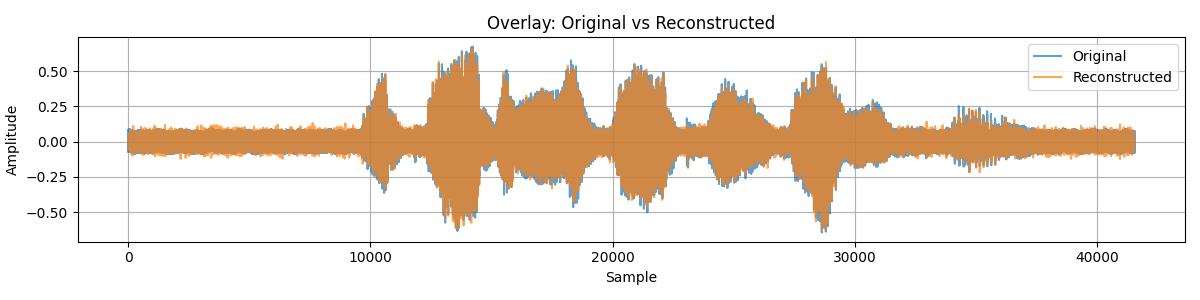 Overlay: Original vs Reconstructed
Original
Reconstructed
Amplitude
0.50
0.25
0.00
−0.25
−0.50
0
10000
20000
30000
40000
Sample